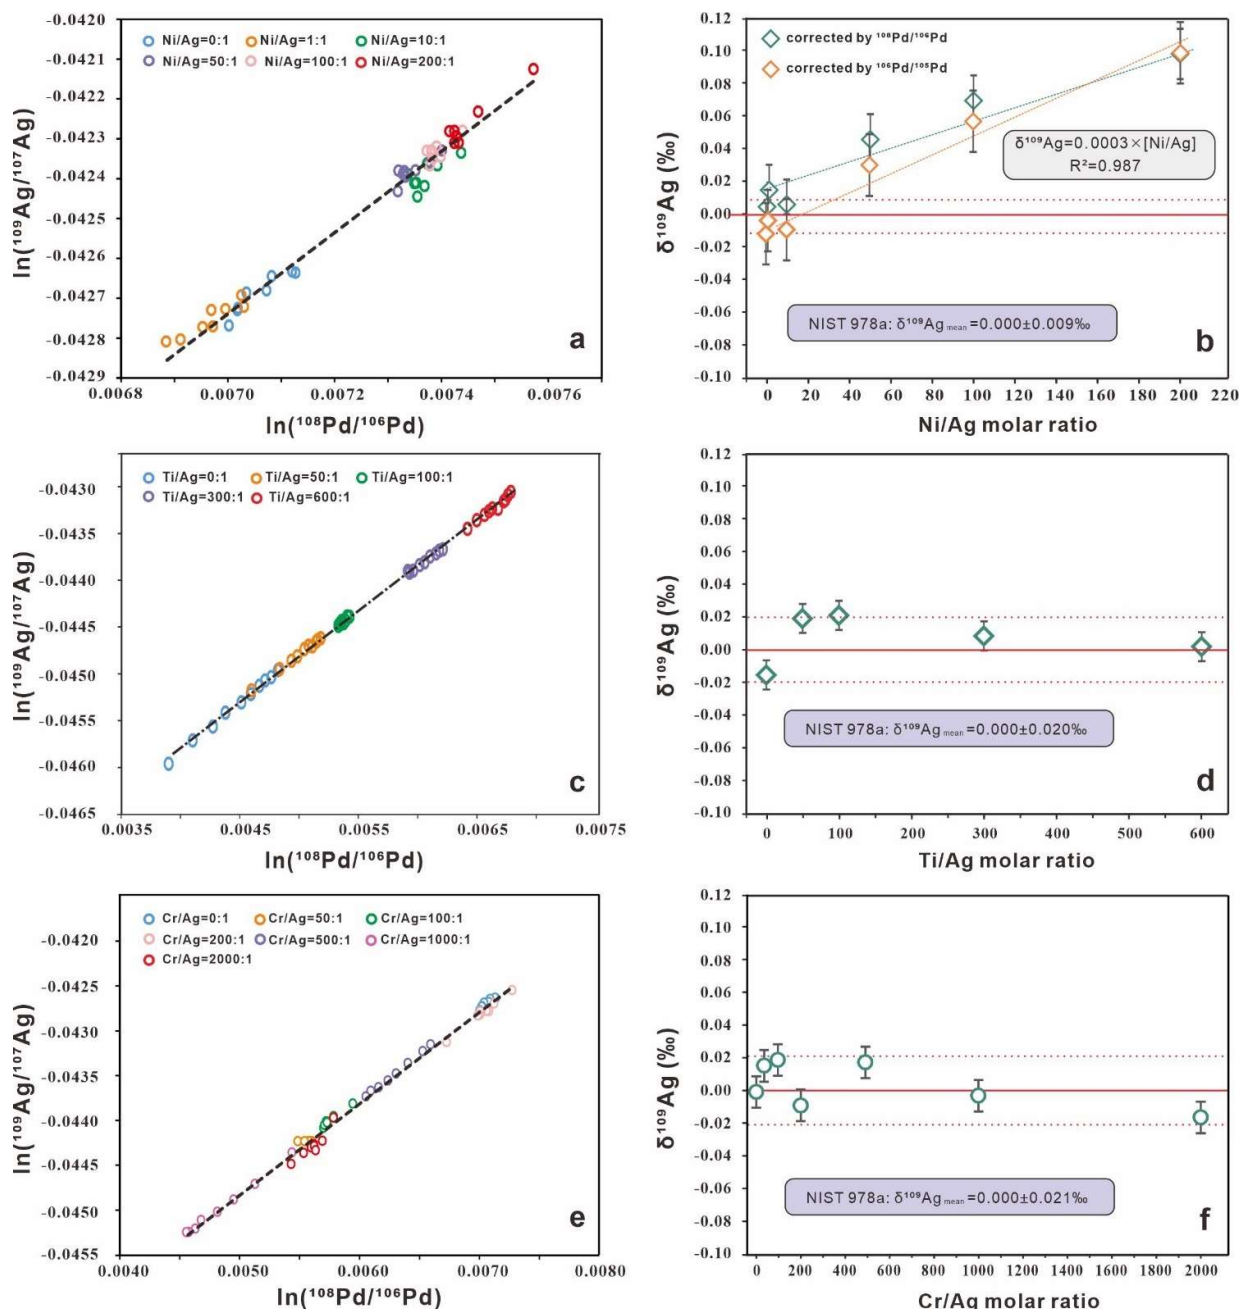 -0.0420
-0.0421
-0.0422
-0.0423
-0.0424
-0.0425
-0.0426
-0.0427
-0.0428
-0.0429
ln(¹⁰⁹Ag/¹⁰⁷Ag)
Ni/Ag=0:1 Ni/Ag=1:1 Ni/Ag=10:1
Ni/Ag=50:1 Ni/Ag=100:1 Ni/Ag=200:1
a
0.0068 0.0070 0.0072 0.0074 0.0076
ln(¹⁰⁸Pd/¹⁰⁶Pd)
0.12
0.10
0.08
0.06
0.04
0.02
0.00
-0.02
-0.04
-0.06
-0.08
-0.10
δ¹⁰⁹Ag (‰)
corrected by ¹⁰⁸Pd/¹⁰⁶Pd
corrected by ¹⁰⁶Pd/¹⁰⁵Pd
δ¹⁰⁹Ag=0.0003×[Ni/Ag]
R²=0.987
NIST 978a: δ¹⁰⁹Ag mean =0.000±0.009‰
b
0 20 40 60 80 100 120 140 160 180 200 220
Ni/Ag molar ratio
-0.0430
-0.0435
-0.0440
-0.0445
-0.0450
-0.0455
-0.0460
-0.0465
ln(¹⁰⁹Ag/¹⁰⁷Ag)
Ti/Ag=0:1 Ti/Ag=50:1 Ti/Ag=100:1
Ti/Ag=300:1 Ti/Ag=600:1
c
0.0035 0.0045 0.0055 0.0065 0.0075
ln(¹⁰⁸Pd/¹⁰⁶Pd)
0.12
0.10
0.08
0.06
0.04
0.02
0.00
-0.02
-0.04
-0.06
-0.08
-0.10
δ¹⁰⁹Ag (‰)
NIST 978a: δ¹⁰⁹Ag mean =0.000±0.020‰
d
0 100 200 300 400 500 600
Ti/Ag molar ratio
-0.0420
-0.0425
-0.0430
-0.0435
-0.0440
-0.0445
-0.0450
-0.0455
ln(¹⁰⁹Ag/¹⁰⁷Ag)
Cr/Ag=0:1 Cr/Ag=50:1 Cr/Ag=100:1
Cr/Ag=200:1 Cr/Ag=500:1 Cr/Ag=1000:1
Cr/Ag=2000:1
e
0.0040 0.0050 0.0060 0.0070 0.0080
ln(¹⁰⁸Pd/¹⁰⁶Pd)
0.12
0.10
0.08
0.06
0.04
0.02
0.00
-0.02
-0.04
-0.06
-0.08
-0.10
δ¹⁰⁹Ag (‰)
NIST 978a: δ¹⁰⁹Ag mean =0.000±0.021‰
f
0 200 400 600 800 1000 1200 1400 1600 1800 2000
Cr/Ag molar ratio